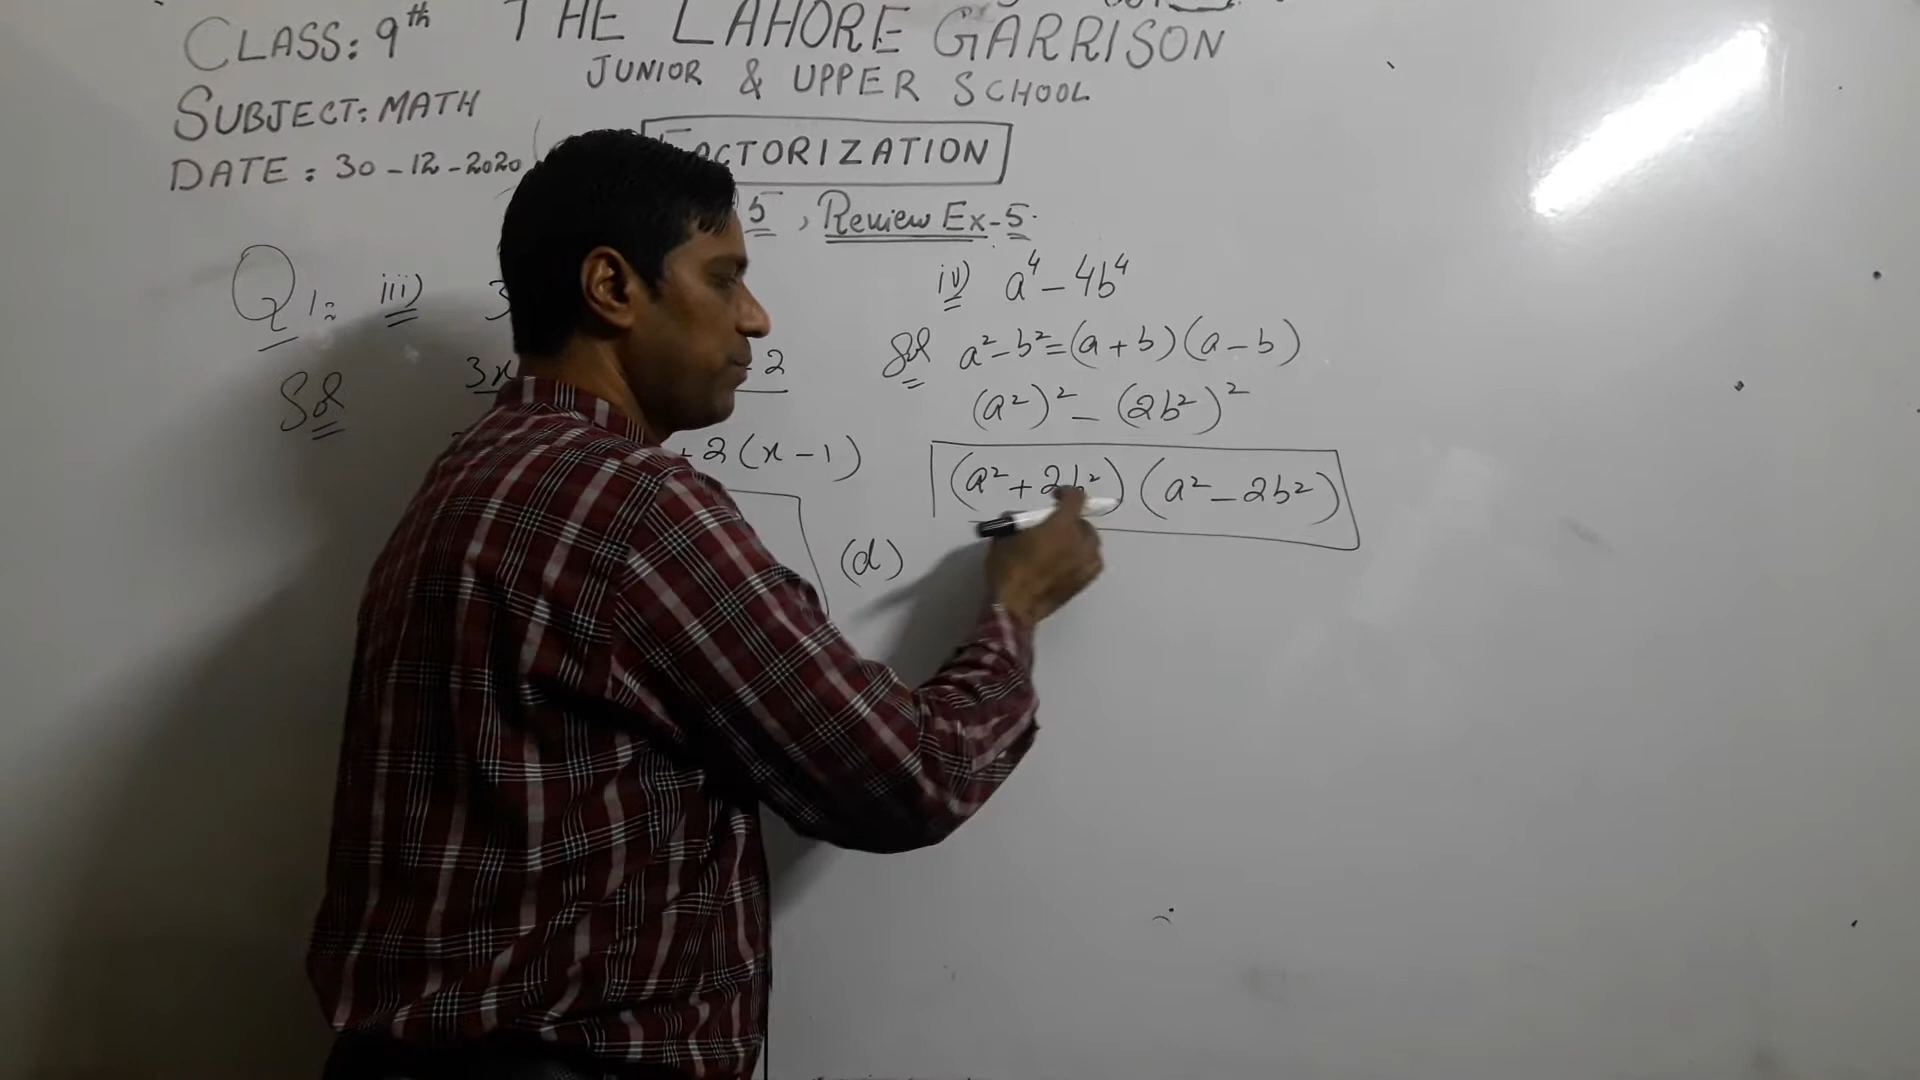 CLASS: 9th THE LAHORE GARRISON
JUNIOR & UPPER SCHOOL
SUBJECT: MATH
DATE : 30-12-2020
5, Review Ex-5.
Q1: iii) 3
Sol 3x - 2
+2(x-1)
(d)
iv) a⁴ - 4b⁴
Sol a² - b² = (a+b)(a-b)
(a²)² - (2b²)²
(a² + 2b²)(a² - 2b²)